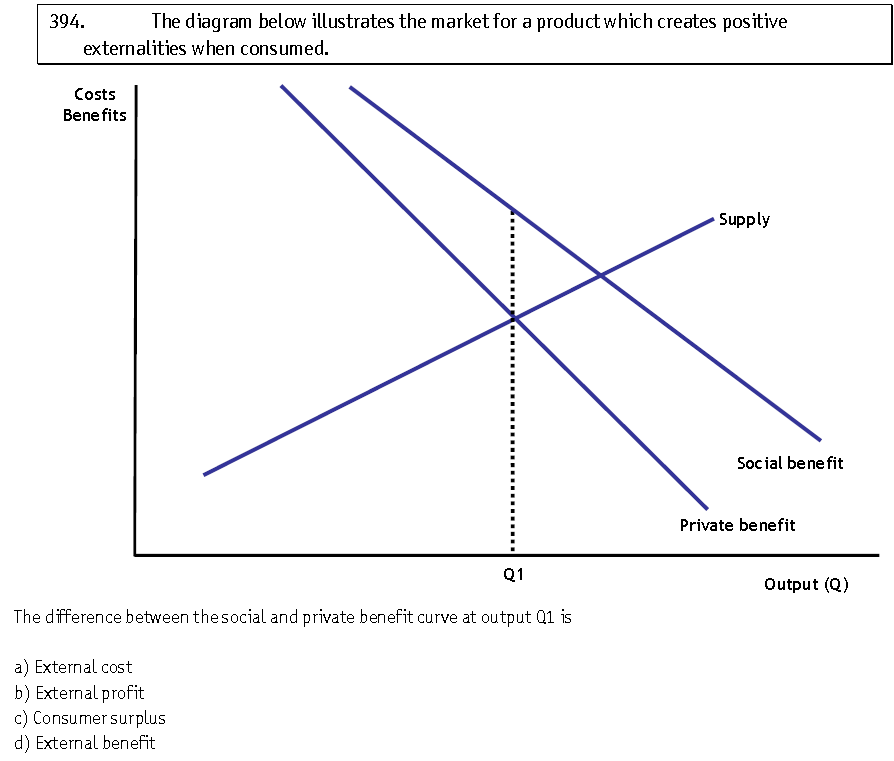 394. The diagram below illustrates the market for a product which creates positive
externalities when consumed.
Costs
Benefits
Supply
Social benefit
Private benefit
Q1
Output (Q)
The difference between the social and private benefit curve at output Q1 is
a) External cost
b) External profit
c) Consumer surplus
d) External benefit